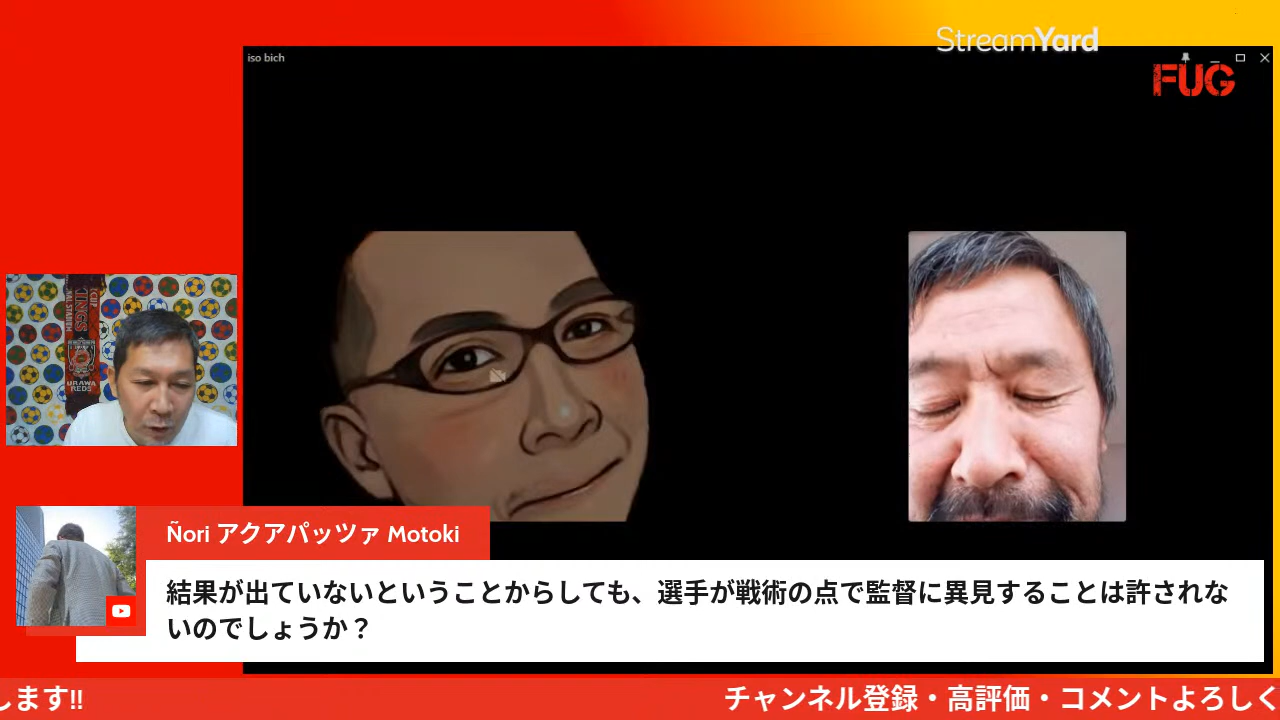 StreamYard
iso bich
FUG
URAWA
REDS
Ñori アクアパッツァ Motoki
結果が出ていないということからしても、選手が戦術の点で監督に異見することは許されな
いのでしょうか？
します!!
チャンネル登録・高評価・コメントよろしく